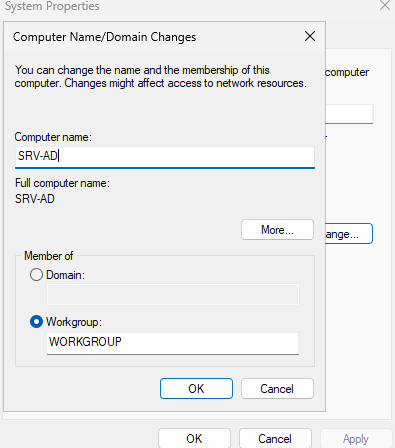 System Properties
Computer Name/Domain Changes
You can change the name and the membership of this
computer. Changes might affect access to network resources.
computer
Computer name:
SRV-AD
Full computer name:
SRV-AD
More...
ange...
Member of
Domain:
Workgroup:
WORKGROUP
OK
Cancel
OK
Cancel
Apply